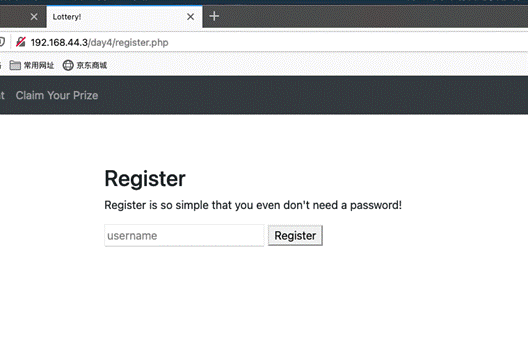 Lottery!
192.168.44.3/day4/register.php
常用网址 京东商城
Claim Your Prize
Register
Register is so simple that you even don't need a password!
username Register